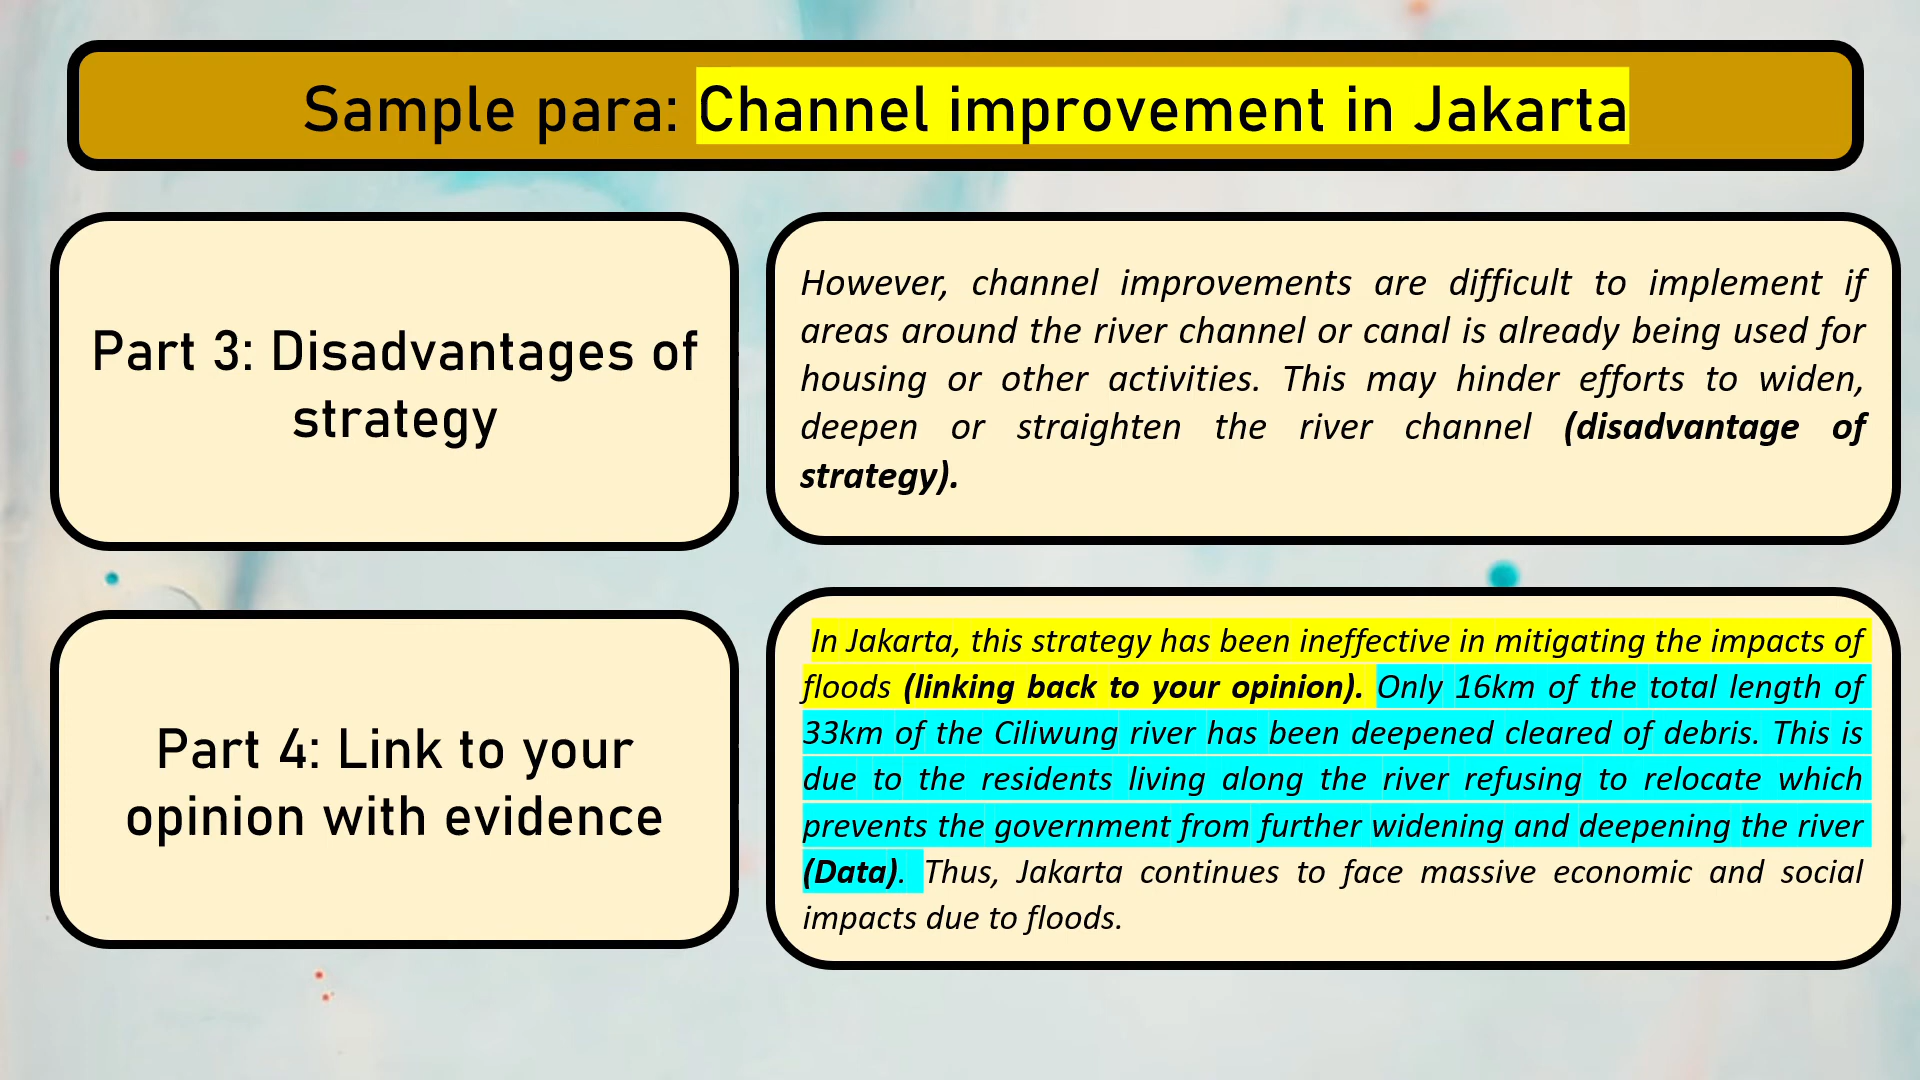 Sample para: Channel improvement in Jakarta
Part 3: Disadvantages of
strategy
However, channel improvements are difficult to implement if
areas around the river channel or canal is already being used for
housing or other activities. This may hinder efforts to widen,
deepen or straighten the river channel (disadvantage of
strategy).
Part 4: Link to your
opinion with evidence
In Jakarta, this strategy has been ineffective in mitigating the impacts of
floods (linking back to your opinion). Only 16km of the total length of
33km of the Ciliwung river has been deepened cleared of debris. This is
due to the residents living along the river refusing to relocate which
prevents the government from further widening and deepening the river
(Data). Thus, Jakarta continues to face massive economic and social
impacts due to floods.